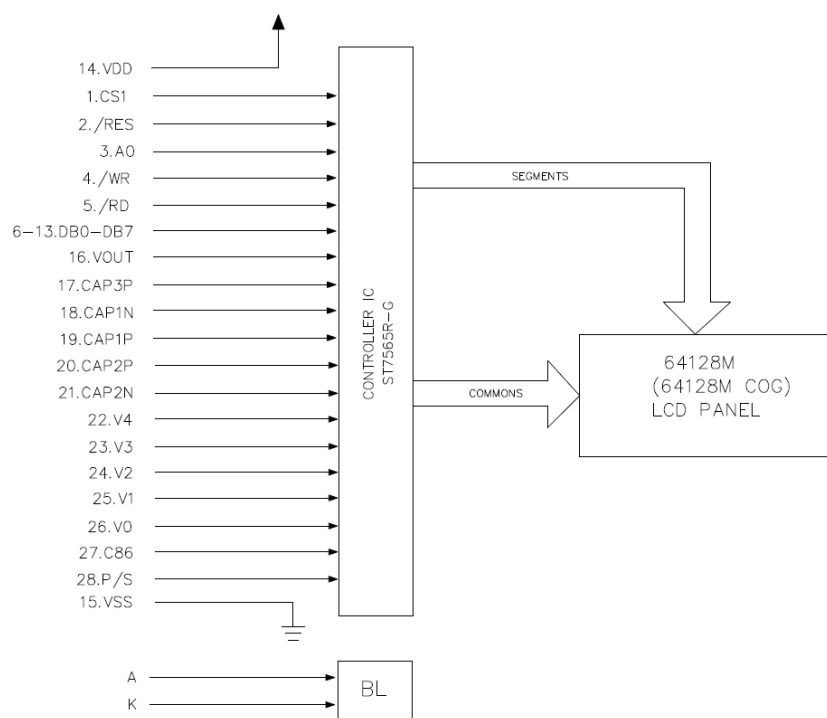 14.VDD
1.CS1
2./RES
3.A0
4./WR
5./RD
6-13.DB0-DB7
16.VOUT
17.CAP3P
18.CAP1N
19.CAP1P
20.CAP2P
21.CAP2N
22.V4
23.V3
24.V2
25.V1
26.V0
27.C86
28.P/S
15.VSS
A
K
CONTROLLER IC
ST7565R-G
BL
SEGMENTS
COMMONS
64128M
(64128M COG)
LCD PANEL